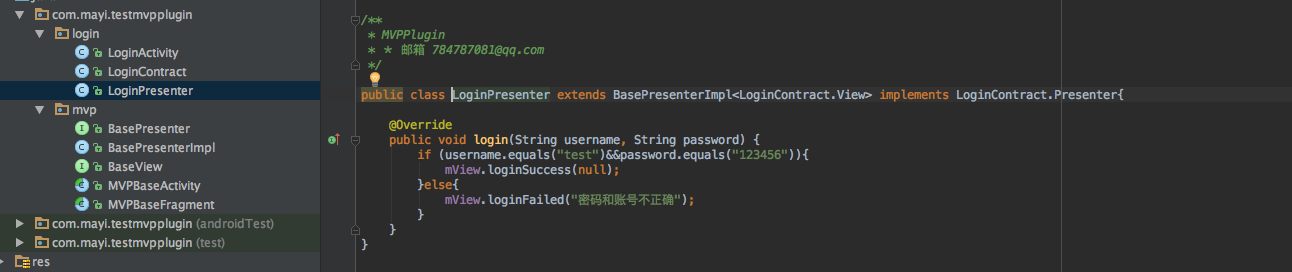 com.mayi.testmvpplugin
login
LoginActivity
LoginContract
LoginPresenter
mvp
BasePresenter
BasePresenterImpl
BaseView
MVPBaseActivity
MVPBaseFragment
com.mayi.testmvpplugin (androidTest)
com.mayi.testmvpplugin (test)
res
/**
* MVPPlugin
* * 邮箱 784787081@qq.com
*/
public class LoginPresenter extends BasePresenterImpl<LoginContract.View> implements LoginContract.Presenter{
@Override
public void login(String username, String password) {
if (username.equals("test")&&password.equals("123456")){
mView.loginSuccess(null);
}else{
mView.loginFailed("密码和账号不正确");
}
}
}